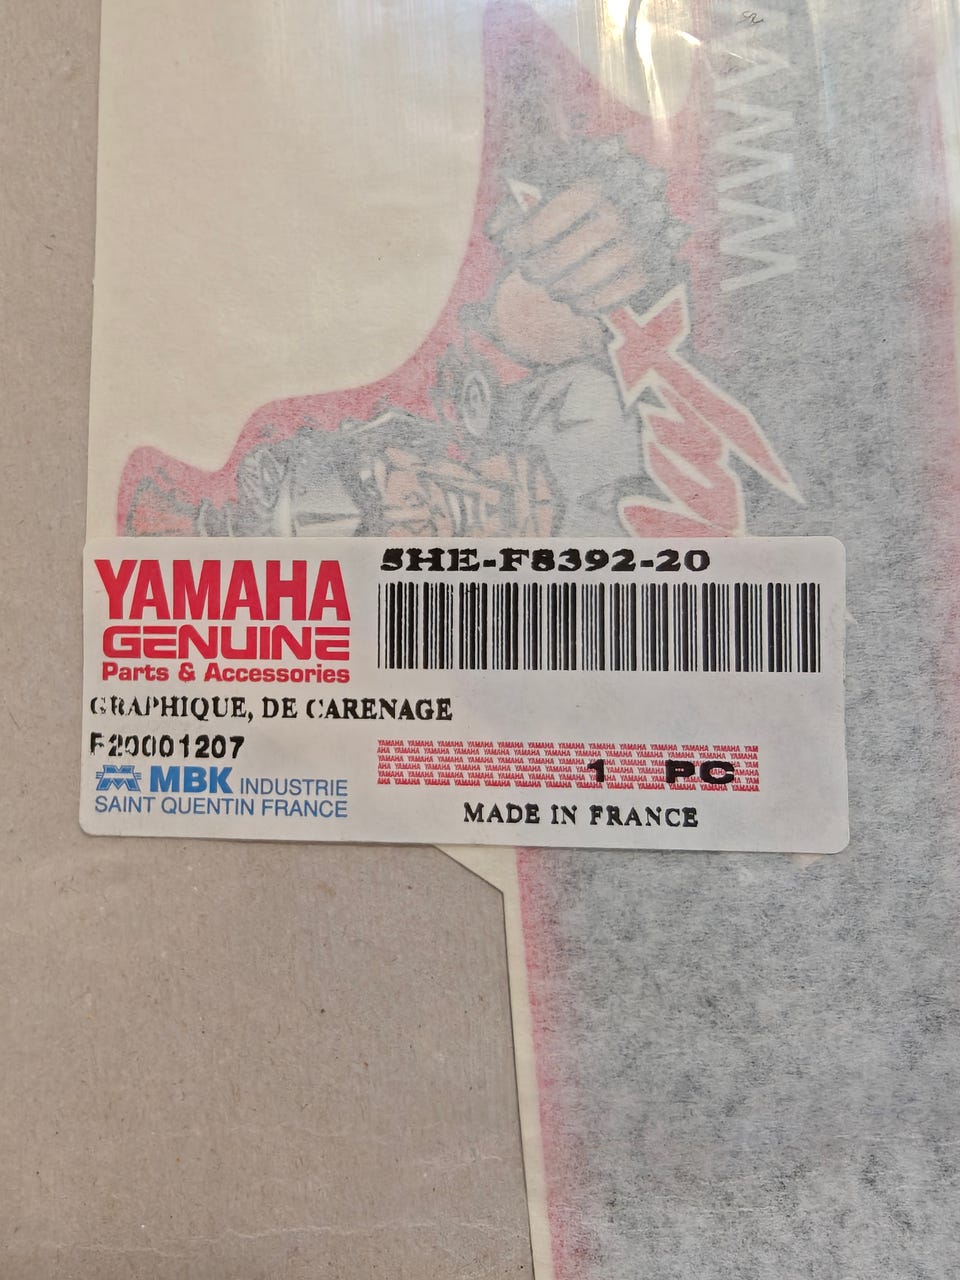 YAMAHA
GENUINE
Parts & Accessories
5HE-F8392-20
GRAPHIQUE, DE CARENAGE
F20001207
MBK INDUSTRIE
SAINT QUENTIN FRANCE
1 PC
MADE IN FRANCE